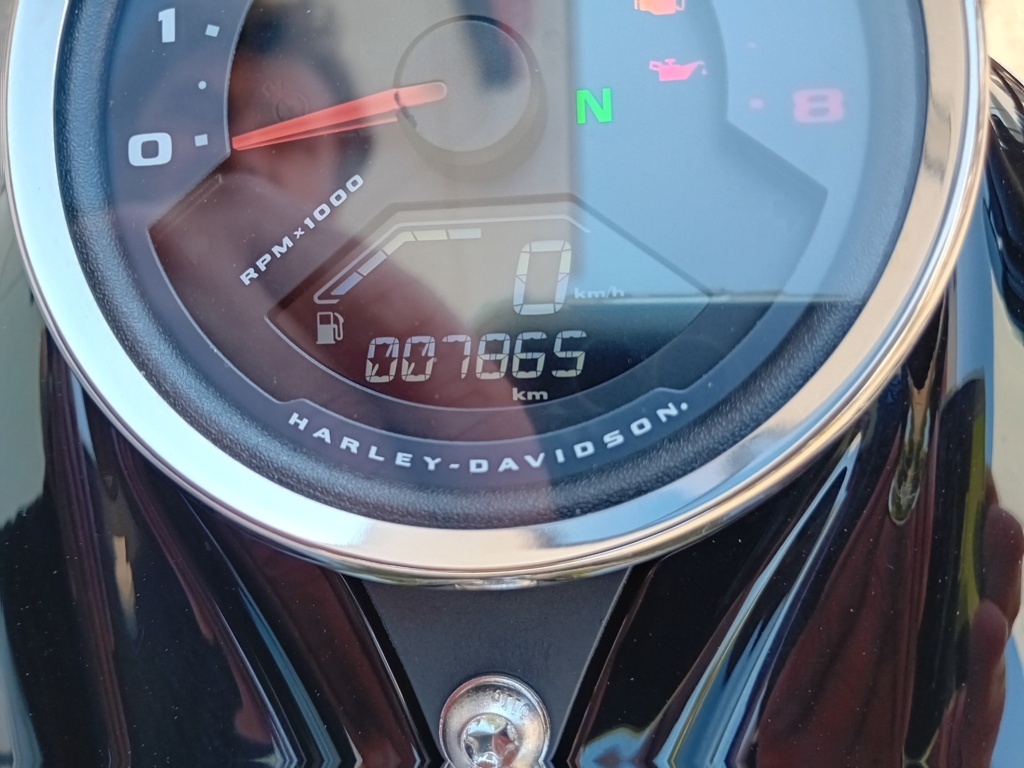 1
N
8
0
RPM x 1000
0 km/h
007865
km
HARLEY-DAVIDSON.